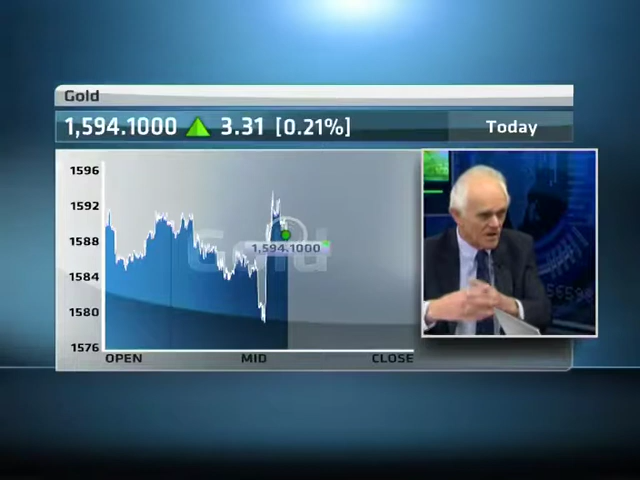 Gold
1,594.1000 ▲ 3.31 [0.21%] Today
1596
1592
1588
1584
1580
1576
Gold
1,594.1000
OPEN MID CLOSE